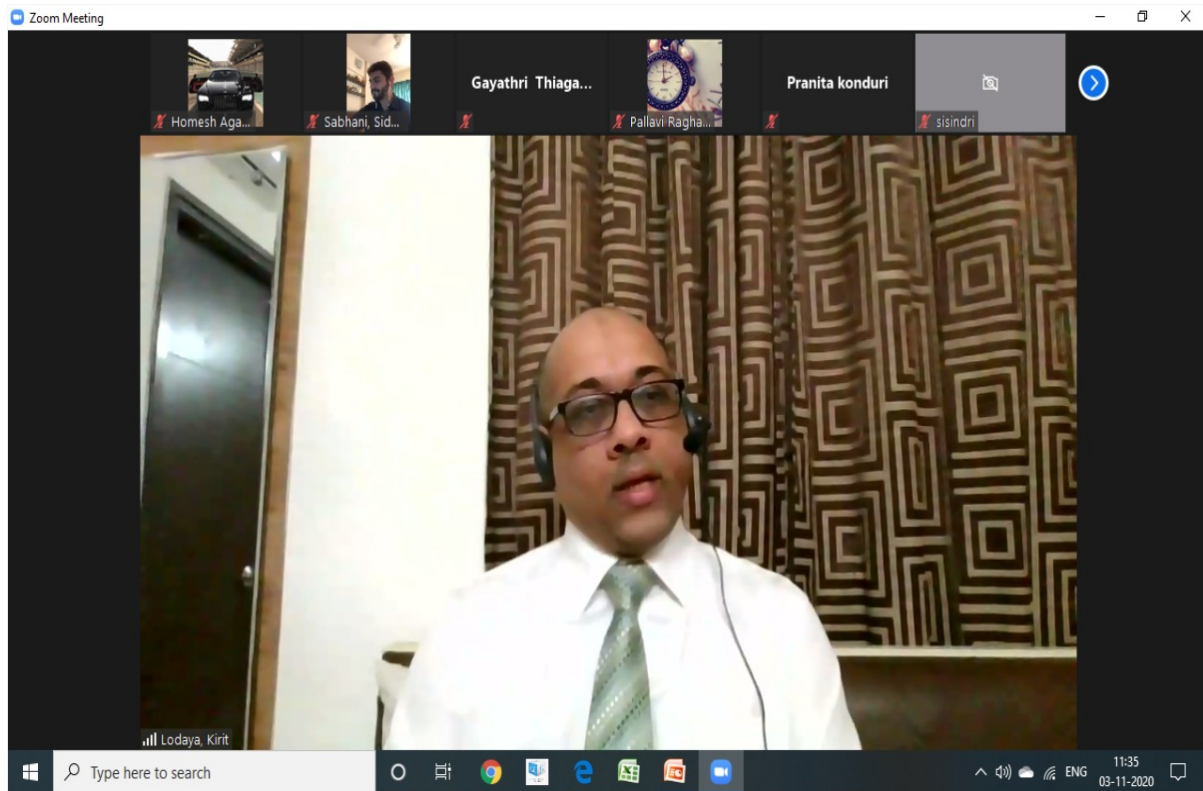 Zoom Meeting
Homesh Aga...
Sabhani, Sid...
Gayathri Thiaga...
Pallavi Ragha...
Pranita konduri
sisindri
Lodaya, Kirit
Type here to search
ENG
11:35
03-11-2020